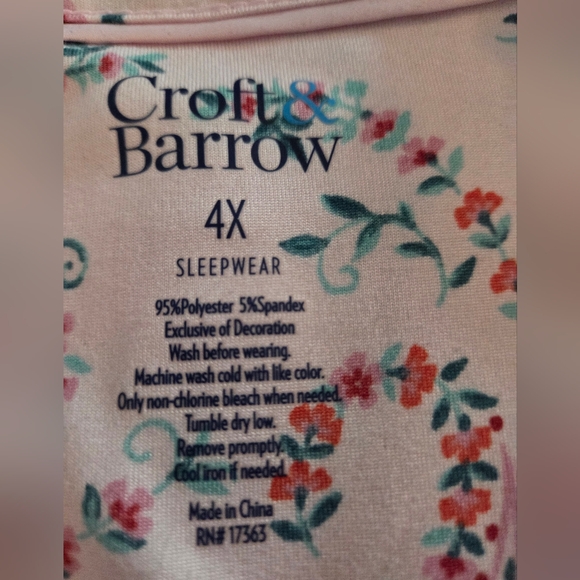 Croft&
Barrow
4X
SLEEPWEAR
95%Polyester 5%Spandex
Exclusive of Decoration
Wash before wearing.
Machine wash cold with like color.
Only non-chlorine bleach when needed.
Tumble dry low.
Remove promptly.
Cool iron if needed.
Made in China
RN# 17363